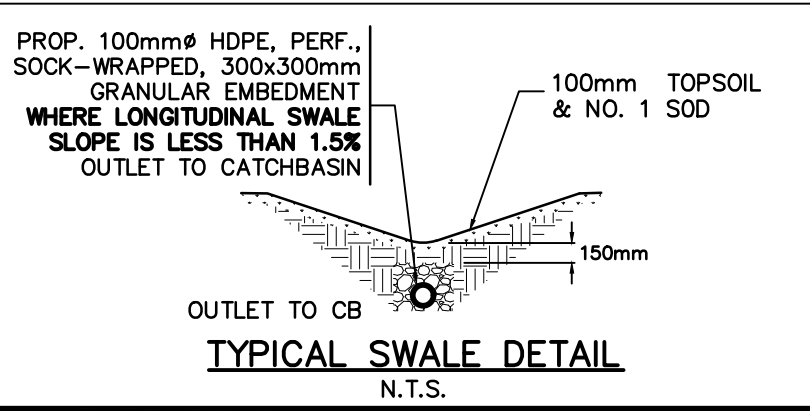 PROP. 100mmø HDPE, PERF.,
SOCK-WRAPPED, 300x300mm
GRANULAR EMBEDMENT
WHERE LONGITUDINAL SWALE
SLOPE IS LESS THAN 1.5%
OUTLET TO CATCHBASIN
100mm TOPSOIL
& NO. 1 SOD
150mm
OUTLET TO CB
TYPICAL SWALE DETAIL
N.T.S.